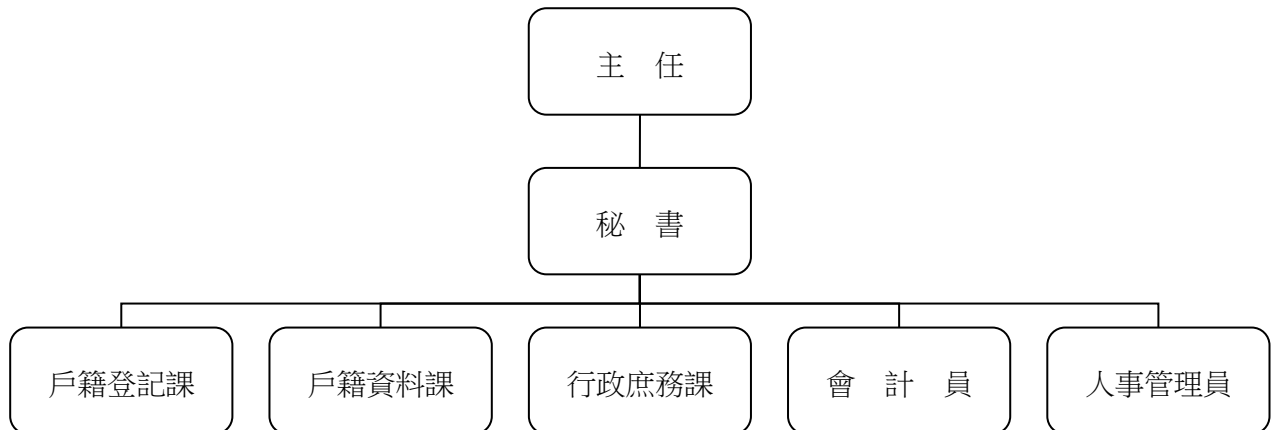 主　任
秘　書
戶籍登記課
戶籍資料課
行政庶務課
會　計　員
人事管理員